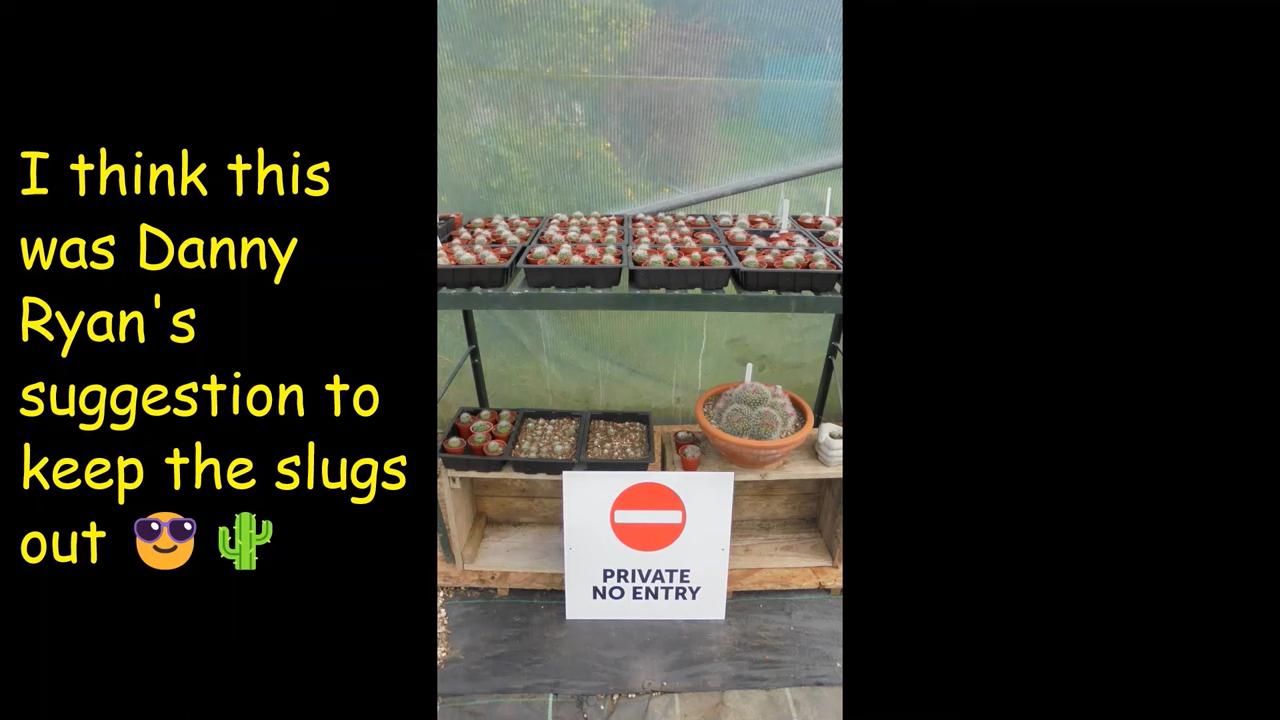 I think this
was Danny
Ryan's
suggestion to
keep the slugs
out 😎 🌵
PRIVATE
NO ENTRY